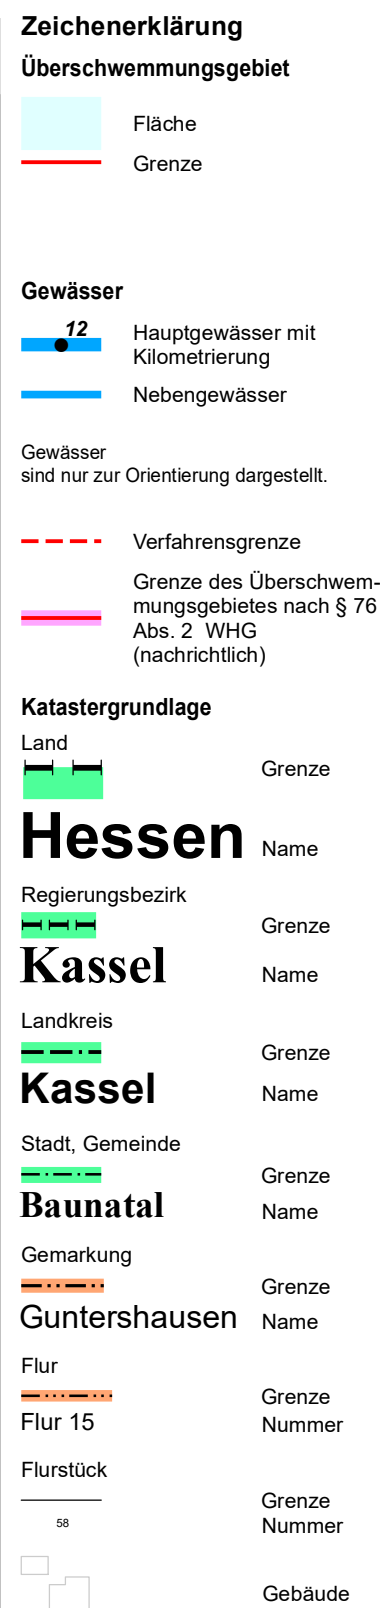 Zeichenerklärung
Überschwemmungsgebiet
Fläche
Grenze
Gewässer
12
Hauptgewässer mit
Kilometrierung
Nebengewässer
Gewässer
sind nur zur Orientierung dargestellt.
Verfahrensgrenze
Grenze des Überschwem-
mungsgebietes nach § 76
Abs. 2 WHG
(nachrichtlich)
Katastergrundlage
Land
Grenze
Hessen Name
Regierungsbezirk
Grenze
Kassel Name
Landkreis
Grenze
Kassel Name
Stadt, Gemeinde
Grenze
Baunatal Name
Gemarkung
Grenze
Guntershausen Name
Flur
Grenze
Flur 15 Nummer
Flurstück
Grenze
58 Nummer
Gebäude